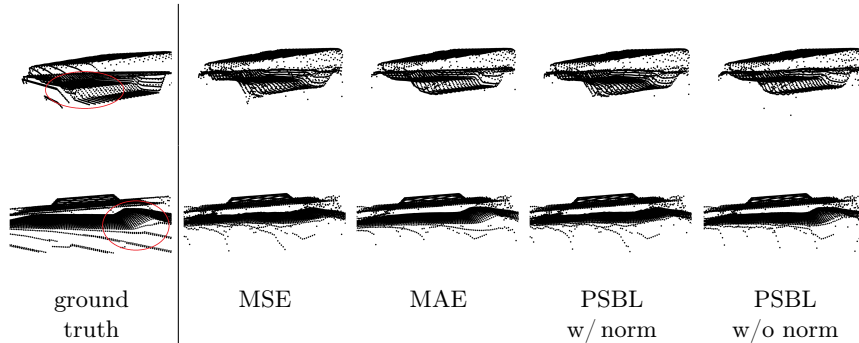 ground truth
MSE
MAE
PSBL w/ norm
PSBL w/o norm